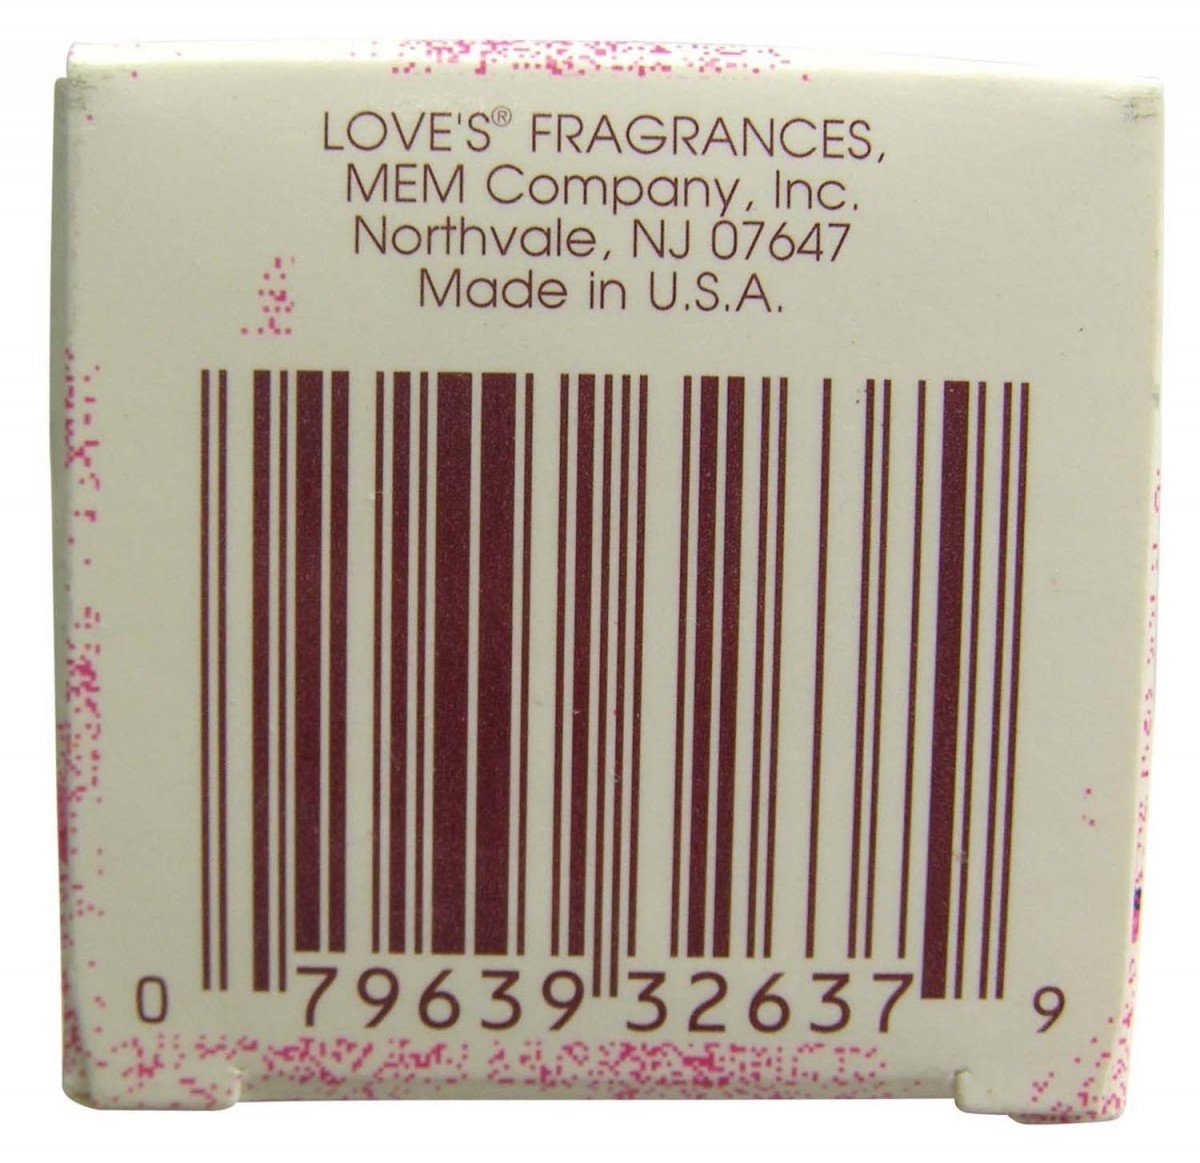 LOVE'S® FRAGRANCES,
MEM Company, Inc.
Northvale, NJ 07647
Made in U.S.A.
0 79639 32637 9